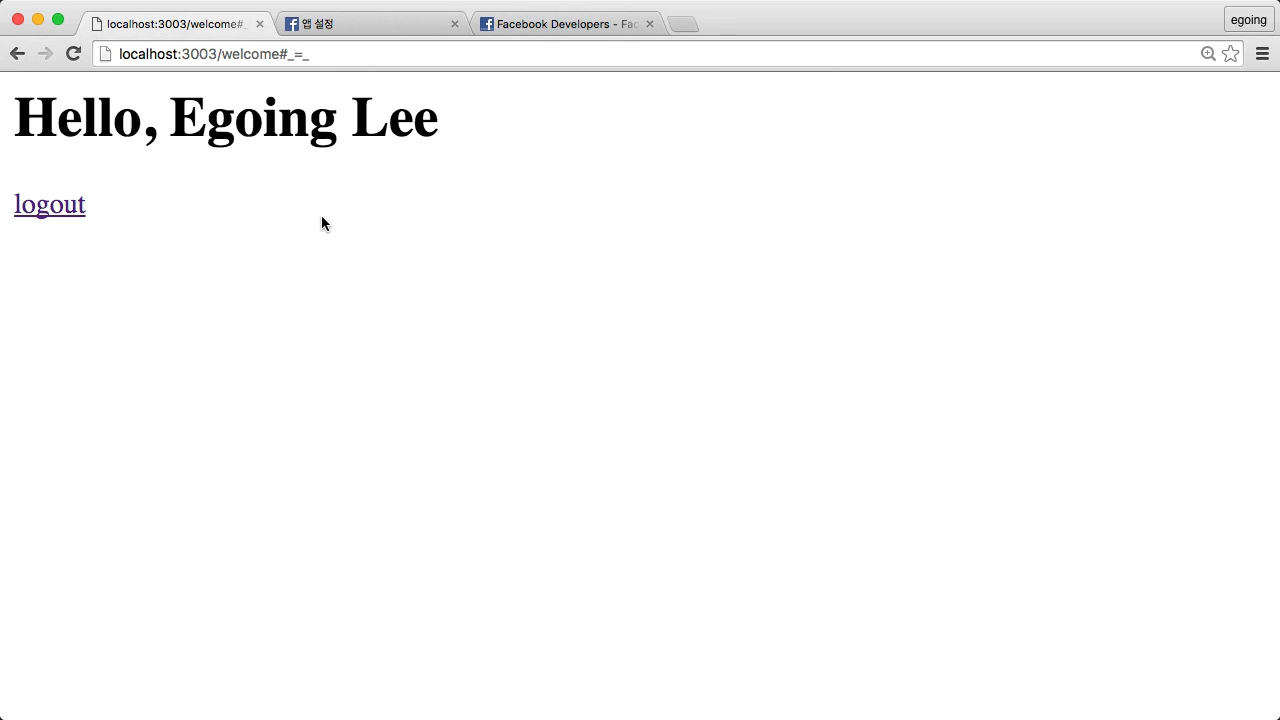 localhost:3003/welcome#_
앱 설정
Facebook Developers - Fac
egoing
localhost:3003/welcome#_=_
Hello, Egoing Lee
logout